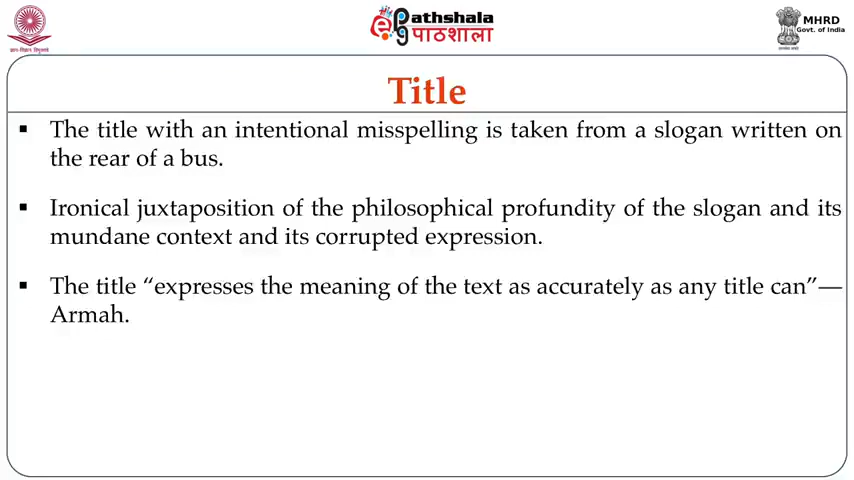 ePathshala
पाठशाला
MHRD
Govt. of India
Title
▪ The title with an intentional misspelling is taken from a slogan written on
the rear of a bus.
▪ Ironical juxtaposition of the philosophical profundity of the slogan and its
mundane context and its corrupted expression.
▪ The title “expresses the meaning of the text as accurately as any title can”—
Armah.